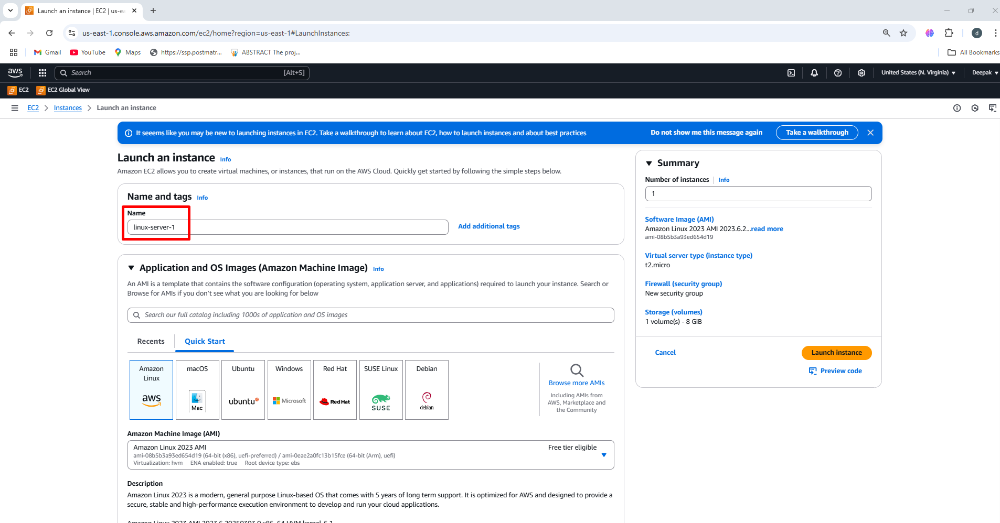 Launch an instance | EC2 | us-ea
us-east-1.console.aws.amazon.com/ec2/home?region=us-east-1#LaunchInstances:
d
Gmail
YouTube
Maps
https://ssp.postmatr...
ABSTRACT The proj...
All Bookmarks
aws
Search
[Alt+S]
United States (N. Virginia)
Deepak
EC2
EC2 Global View
EC2
Instances
Launch an instance
It seeems like you may be new to launching instances in EC2. Take a walkthrough to learn about EC2, how to launch instances and about best practices
Do not show me this message again
Take a walkthrough
Launch an instance Info
Amazon EC2 allows you to create virtual machines, or instances, that run on the AWS Cloud. Quickly get started by following the simple steps below.
Name and tags Info
Name
linux-server-1
Add additional tags
Application and OS Images (Amazon Machine Image) Info
An AMI is a template that contains the software configuration (operating system, application server, and applications) required to launch your instance. Search or
Browse for AMIs if you don't see what you are looking for below
Search our full catalog including 1000s of application and OS images
Recents
Quick Start
Amazon
Linux
aws
macOS
Mac
Ubuntu
ubuntu
Windows
Microsoft
Red Hat
RedHat
SUSE Linux
SUSE
Debian
debian
Browse more AMIs
Including AMIs from
AWS, Marketplace and
the Community
Amazon Machine Image (AMI)
Amazon Linux 2023 AMI
Free tier eligible
ami-08b5b3a93ed654d19 (64-bit (x86), uefi-preferred) / ami-0eae2a0fc13b15fce (64-bit (Arm), uefi)
Virtualization: hvm ENA enabled: true Root device type: ebs
Description
Amazon Linux 2023 is a modern, general purpose Linux-based OS that comes with 5 years of long term support. It is optimized for AWS and designed to provide a
secure, stable and high-performance execution environment to develop and run your cloud applications.
Amazon Linux 2023 AMI 2023.6.20250303.0 x86_64 HVM kernel-6.1
Summary
Number of instances Info
1
Software Image (AMI)
Amazon Linux 2023 AMI 2023.6.2...read more
ami-08b5b3a93ed654d19
Virtual server type (instance type)
t2.micro
Firewall (security group)
New security group
Storage (volumes)
1 volume(s) - 8 GiB
Cancel
Launch instance
Preview code